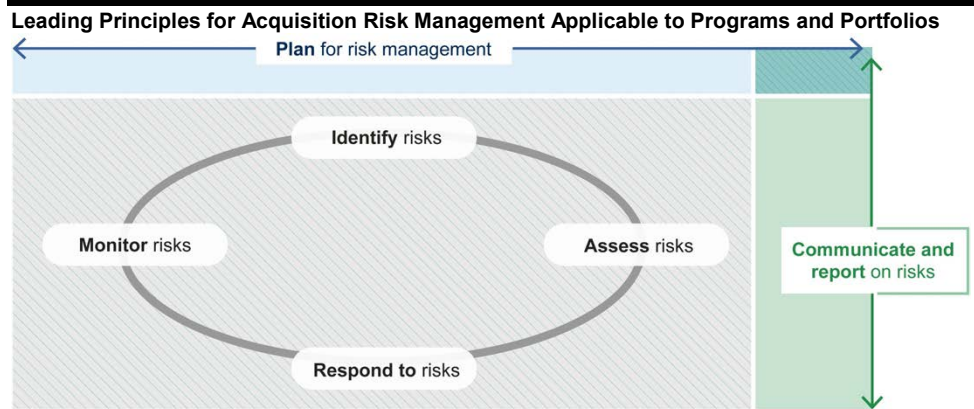 Leading Principles for Acquisition Risk Management Applicable to Programs and Portfolios
Plan for risk management
Identify risks
Monitor risks
Assess risks
Communicate and
report on risks
Respond to risks